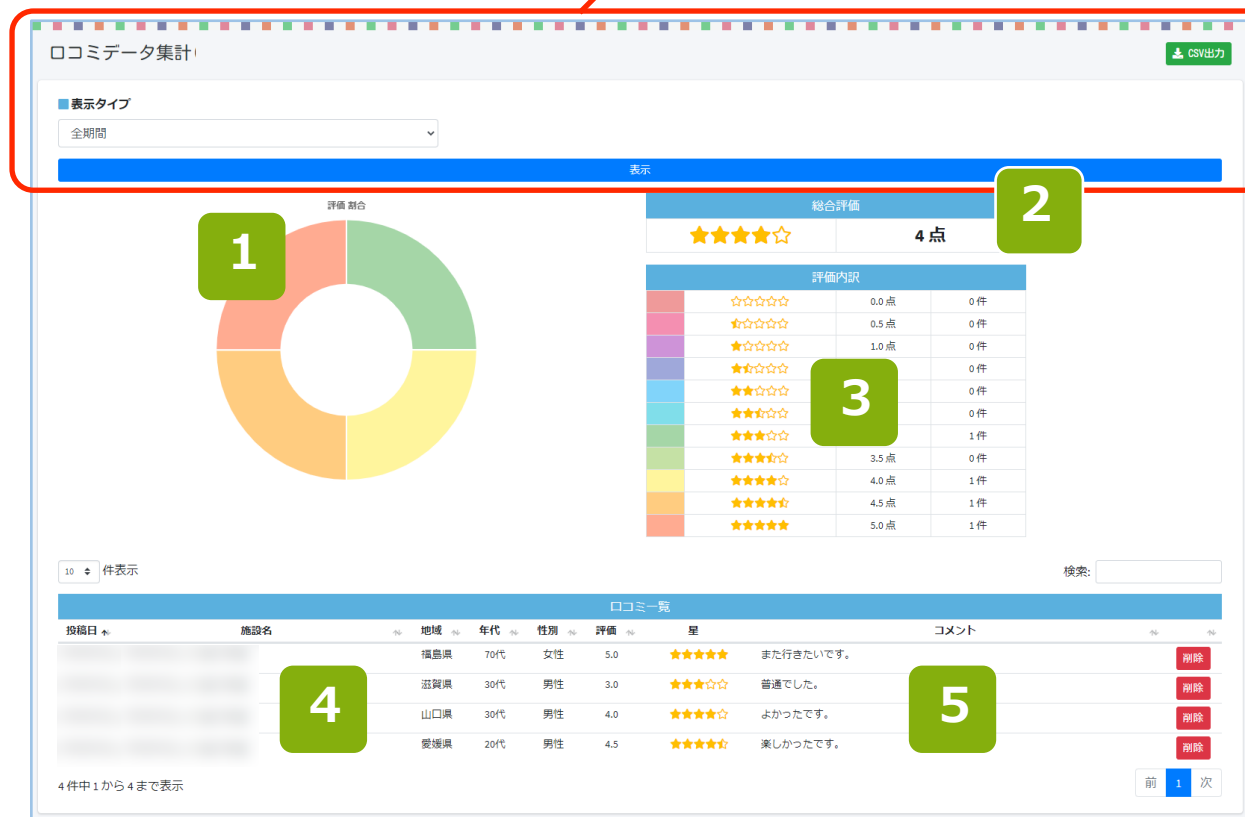 口コミデータ集計
CSV出力
表示タイプ
全期間
表示
評価 割合
1
総合評価
2
4 点
評価内訳
0.0 点 0 件
0.5 点 0 件
1.0 点 0 件
0 件
0 件
3
0 件
1 件
3.5 点 0 件
4.0 点 1 件
4.5 点 1 件
5.0 点 1 件
10 件表示
検索:
口コミ一覧
投稿日 施設名 地域 年代 性別 評価 星 コメント
福島県 70代 女性 5.0 また行きたいです。 削除
滋賀県 30代 男性 3.0 普通でした。 削除
4
5
山口県 30代 男性 4.0 よかったです。 削除
愛媛県 20代 男性 4.5 楽しかったです。 削除
4 件中 1 から 4 まで表示
前 1 次